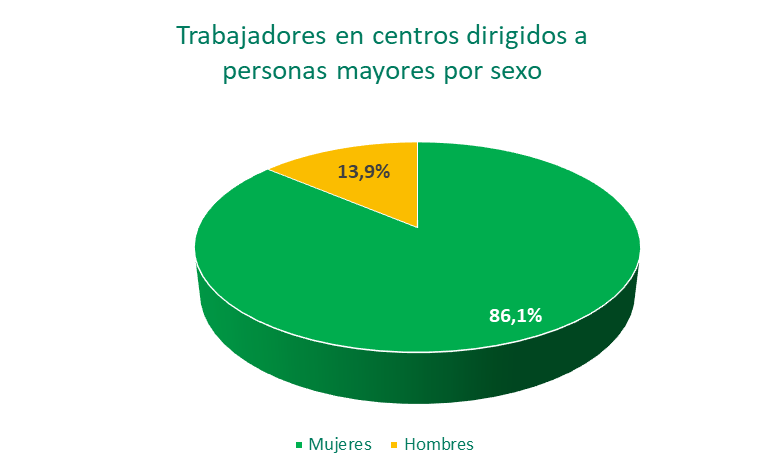 Trabajadores en centros dirigidos a
personas mayores por sexo
13,9%
86,1%
Mujeres Hombres